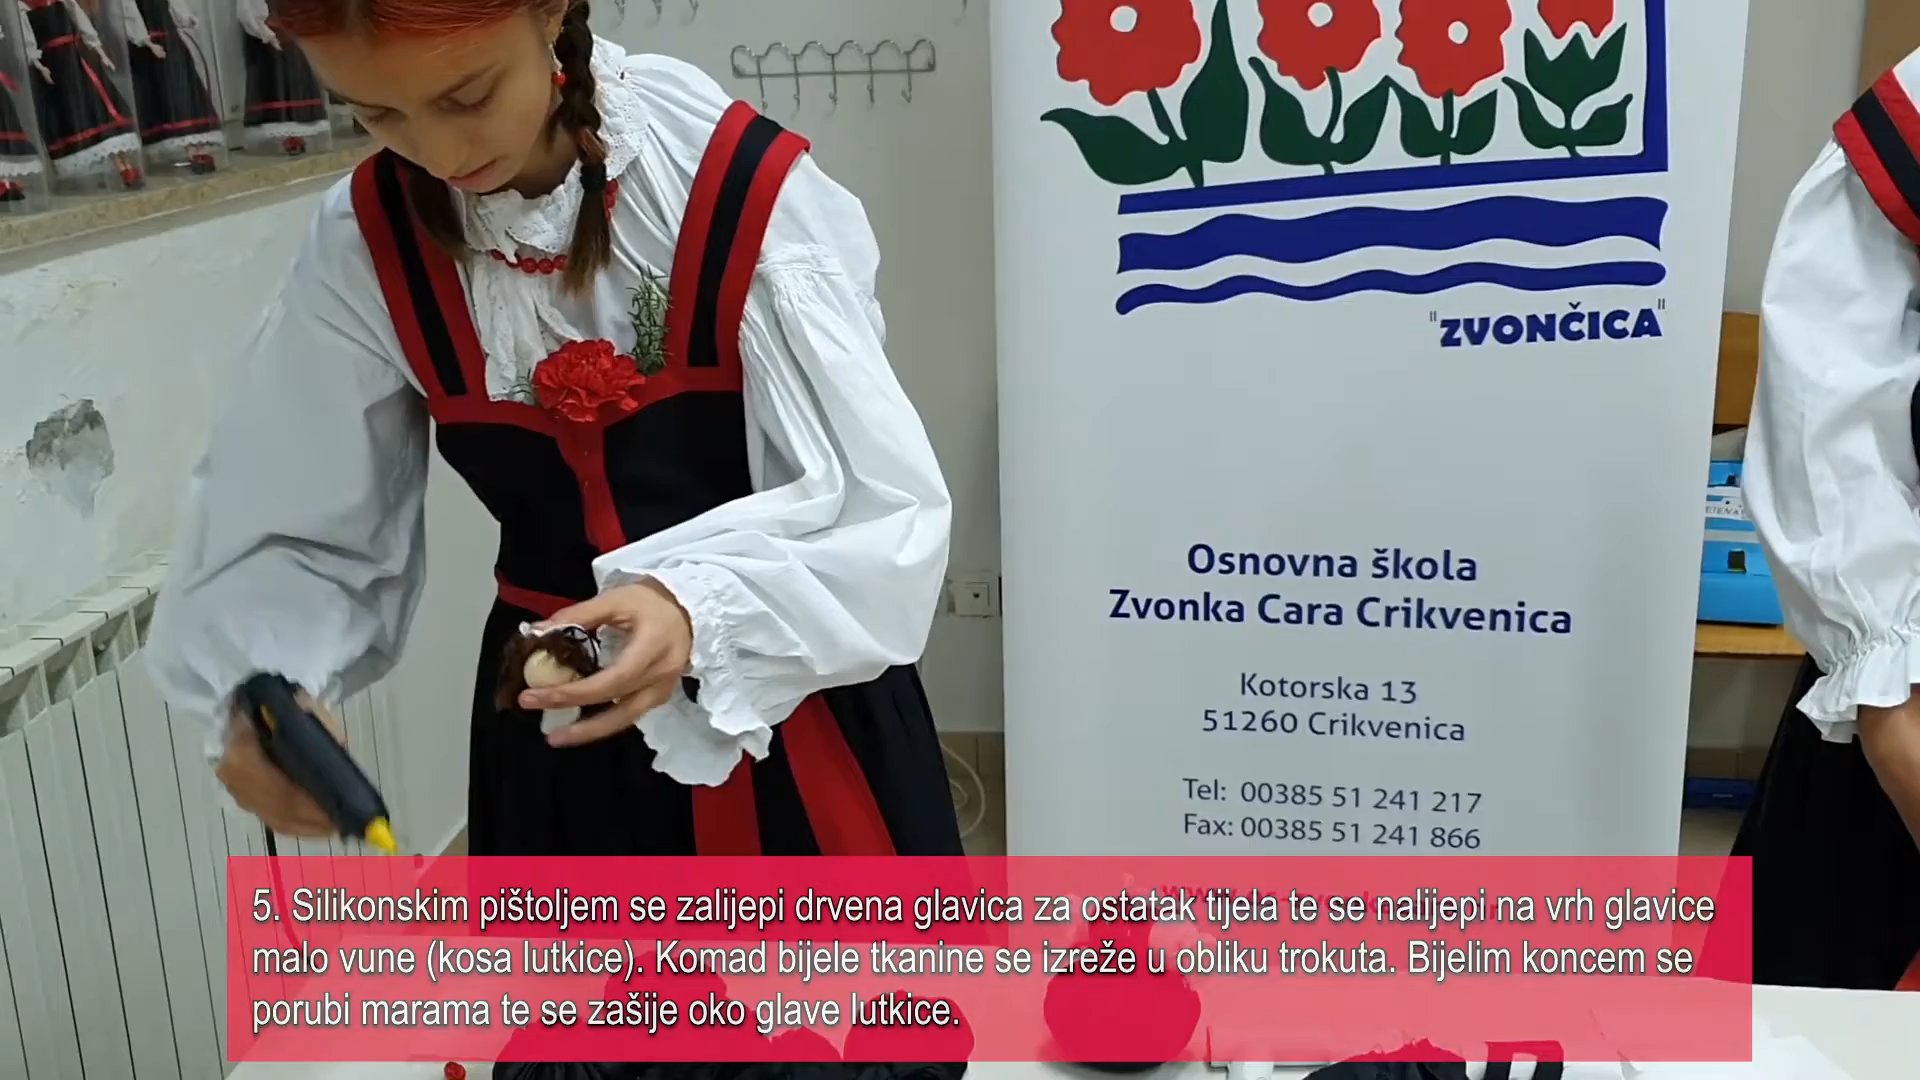 "ZVONČICA"
Osnovna škola
Zvonka Cara Crikvenica
Kotorska 13
51260 Crikvenica
Tel: 00385 51 241 217
Fax: 00385 51 241 866
5. Silikonskim pištoljem se zalijepi drvena glavica za ostatak tijela te se nalijepi na vrh glavice
malo vune (kosa lutkice). Komad bijele tkanine se izreže u obliku trokuta. Bijelim koncem se
porubi marama te se zašije oko glave lutkice.